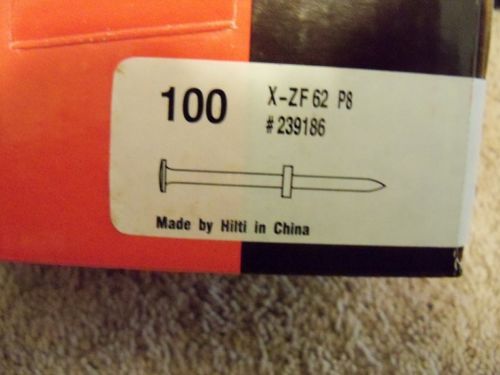 100
X-ZF 62 P8
# 239186
Made by Hilti in China